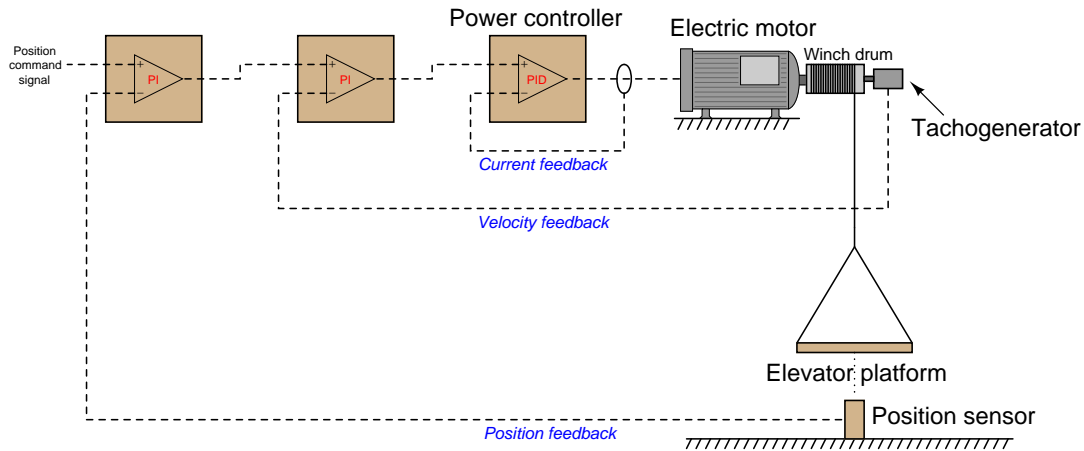 Power controller
Electric motor
Winch drum
Position
command
signal
+
PI
−
+
PI
−
+
PID
−
Tachogenerator
Current feedback
Velocity feedback
Elevator platform
Position sensor
Position feedback